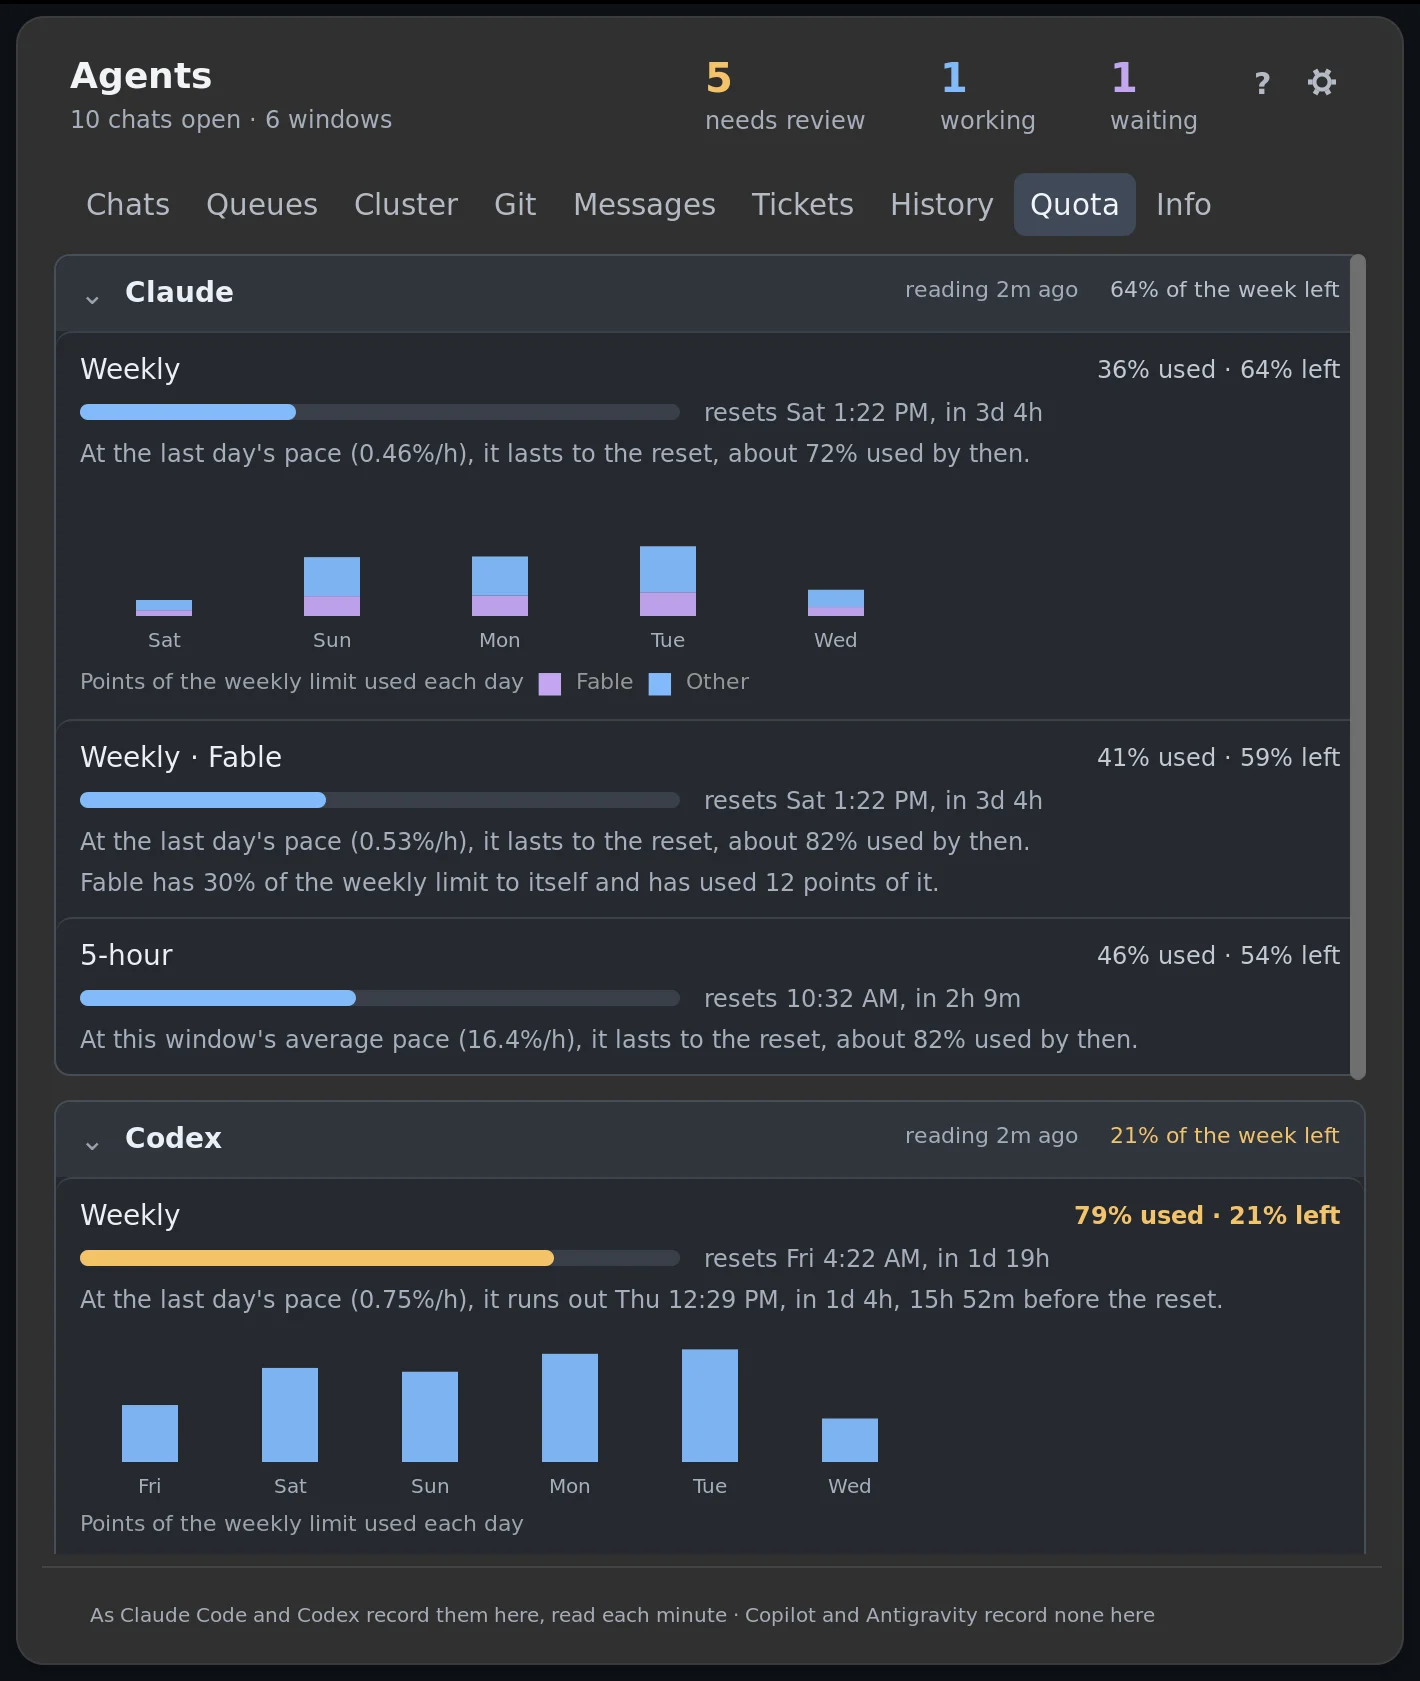 Agents
10 chats open · 6 windows
5
needs review
1
working
1
waiting
?
Chats Queues Cluster Git Messages Tickets History Quota Info
Claude
reading 2m ago
64% of the week left
Weekly
36% used · 64% left
resets Sat 1:22 PM, in 3d 4h
At the last day's pace (0.46%/h), it lasts to the reset, about 72% used by then.
Sat Sun Mon Tue Wed
Points of the weekly limit used each day Fable Other
Weekly · Fable
41% used · 59% left
resets Sat 1:22 PM, in 3d 4h
At the last day's pace (0.53%/h), it lasts to the reset, about 82% used by then.
Fable has 30% of the weekly limit to itself and has used 12 points of it.
5-hour
46% used · 54% left
resets 10:32 AM, in 2h 9m
At this window's average pace (16.4%/h), it lasts to the reset, about 82% used by then.
Codex
reading 2m ago
21% of the week left
Weekly
79% used · 21% left
resets Fri 4:22 AM, in 1d 19h
At the last day's pace (0.75%/h), it runs out Thu 12:29 PM, in 1d 4h, 15h 52m before the reset.
Fri Sat Sun Mon Tue Wed
Points of the weekly limit used each day
As Claude Code and Codex record them here, read each minute · Copilot and Antigravity record none here